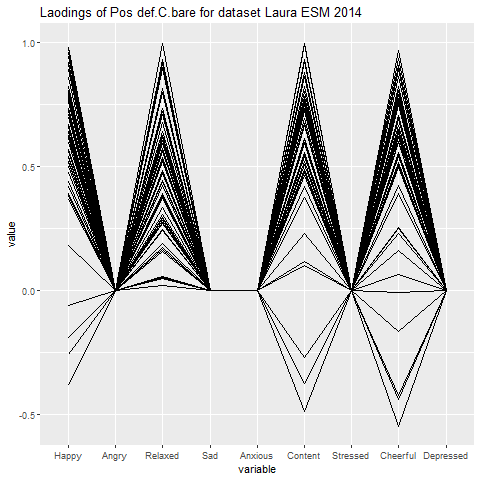 Laodings of Pos def.C.bare for dataset Laura ESM 2014
1.0
0.5
0.0
-0.5
value
Happy Angry Relaxed Sad Anxious Content Stressed Cheerful Depressed
variable